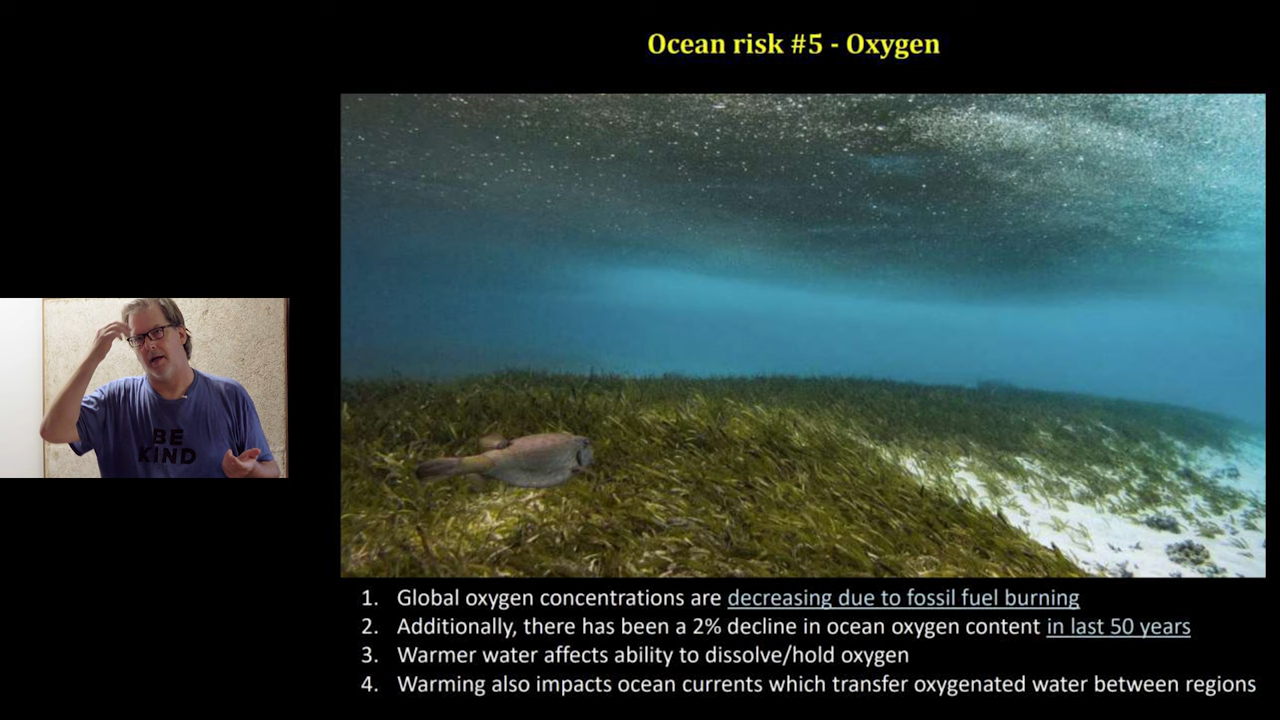 Ocean risk #5 - Oxygen
BE
KIND
1. Global oxygen concentrations are decreasing due to fossil fuel burning
2. Additionally, there has been a 2% decline in ocean oxygen content in last 50 years
3. Warmer water affects ability to dissolve/hold oxygen
4. Warming also impacts ocean currents which transfer oxygenated water between regions